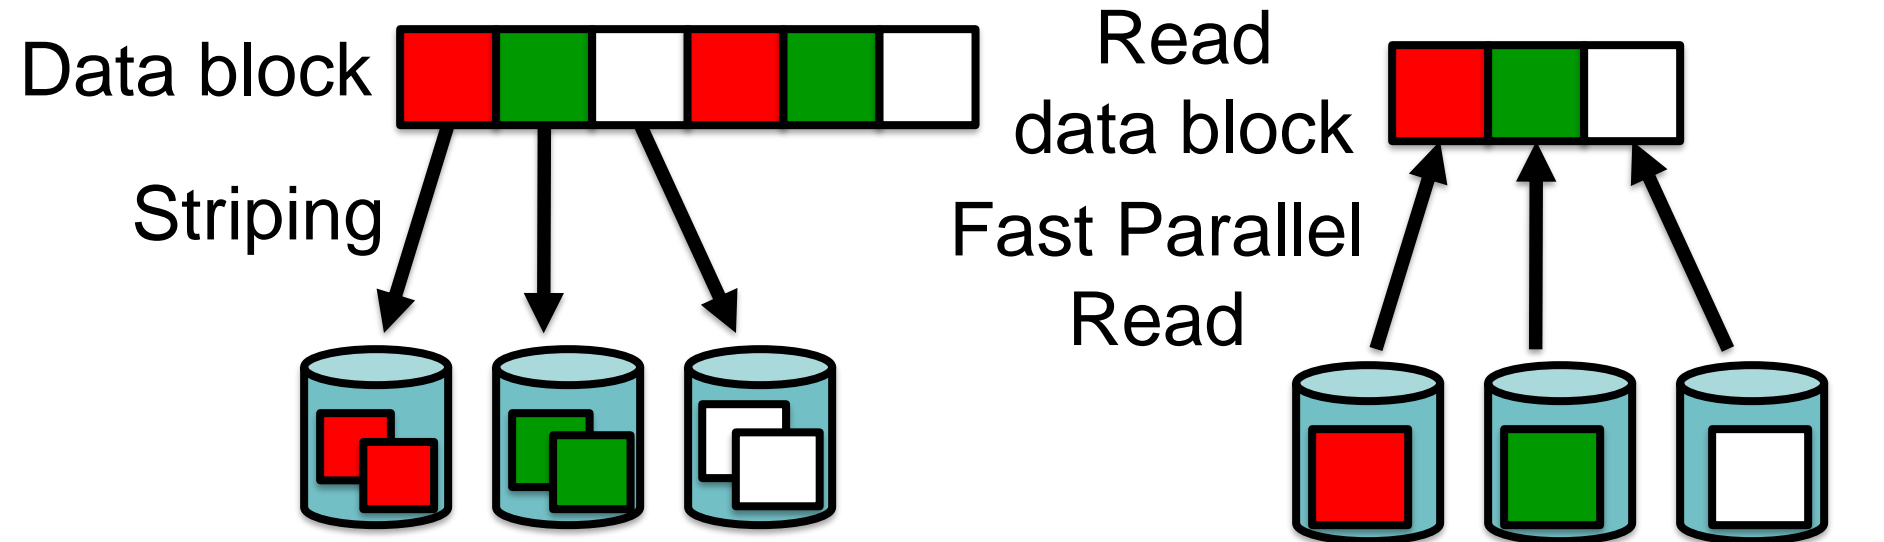 Data block
Striping
Read
data block
Fast Parallel
Read